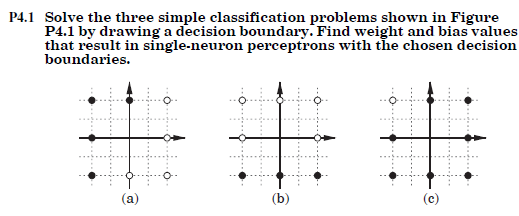 P4.1 Solve the three simple classification problems shown in Figure
P4.1 by drawing a decision boundary. Find weight and bias values
that result in single-neuron perceptrons with the chosen decision
boundaries.
(a) (b) (c)